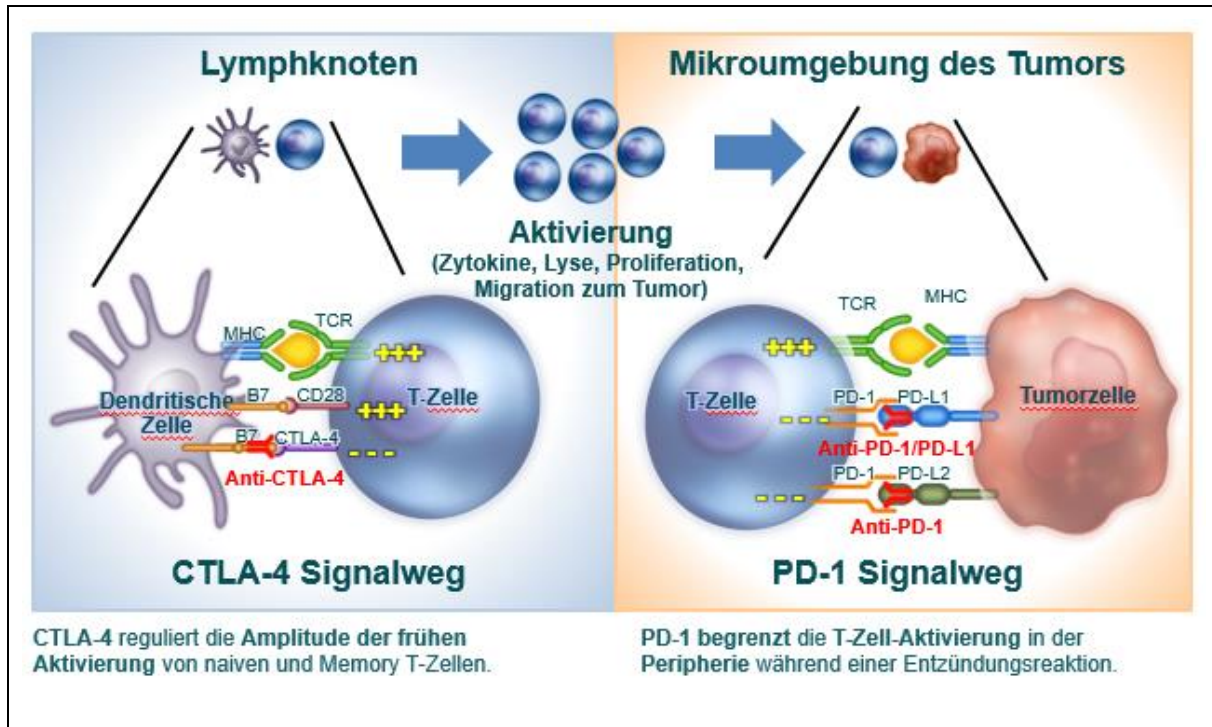 Lymphknoten
Mikroumgebung des Tumors
Aktivierung
(Zytokine, Lyse, Proliferation,
Migration zum Tumor)
MHC
TCR
+++
Dendritische
Zelle
B7
CD28
+++
T-Zelle
B7
CTLA-4
---
Anti-CTLA-4
CTLA-4 Signalweg
TCR
MHC
+++
T-Zelle
PD-1
PD-L1
---
Tumorzelle
Anti-PD-1/PD-L1
PD-1
PD-L2
---
Anti-PD-1
PD-1 Signalweg
CTLA-4 reguliert die Amplitude der frühen
Aktivierung von naiven und Memory T-Zellen.
PD-1 begrenzt die T-Zell-Aktivierung in der
Peripherie während einer Entzündungsreaktion.